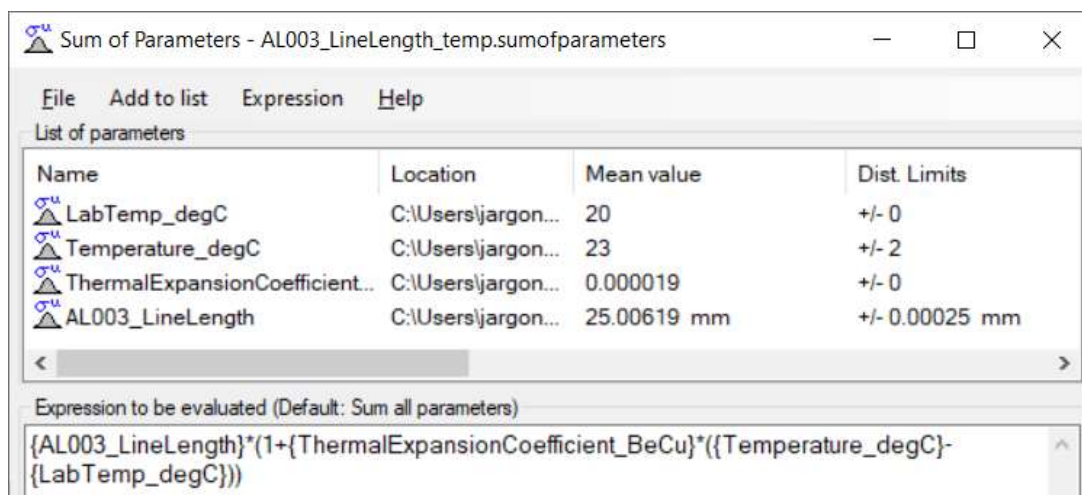 Sum of Parameters - AL003_LineLength_temp.sumofparameters
File Add to list Expression Help
List of parameters
Name Location Mean value Dist. Limits
LabTemp_degC C:\Users\jargon... 20 +/- 0
Temperature_degC C:\Users\jargon... 23 +/- 2
ThermalExpansionCoefficient... C:\Users\jargon... 0.000019 +/- 0
AL003_LineLength C:\Users\jargon... 25.00619 mm +/- 0.00025 mm
Expression to be evaluated (Default: Sum all parameters)
{AL003_LineLength}*(1+{ThermalExpansionCoefficient_BeCu}*({Temperature_degC}-
{LabTemp_degC}))